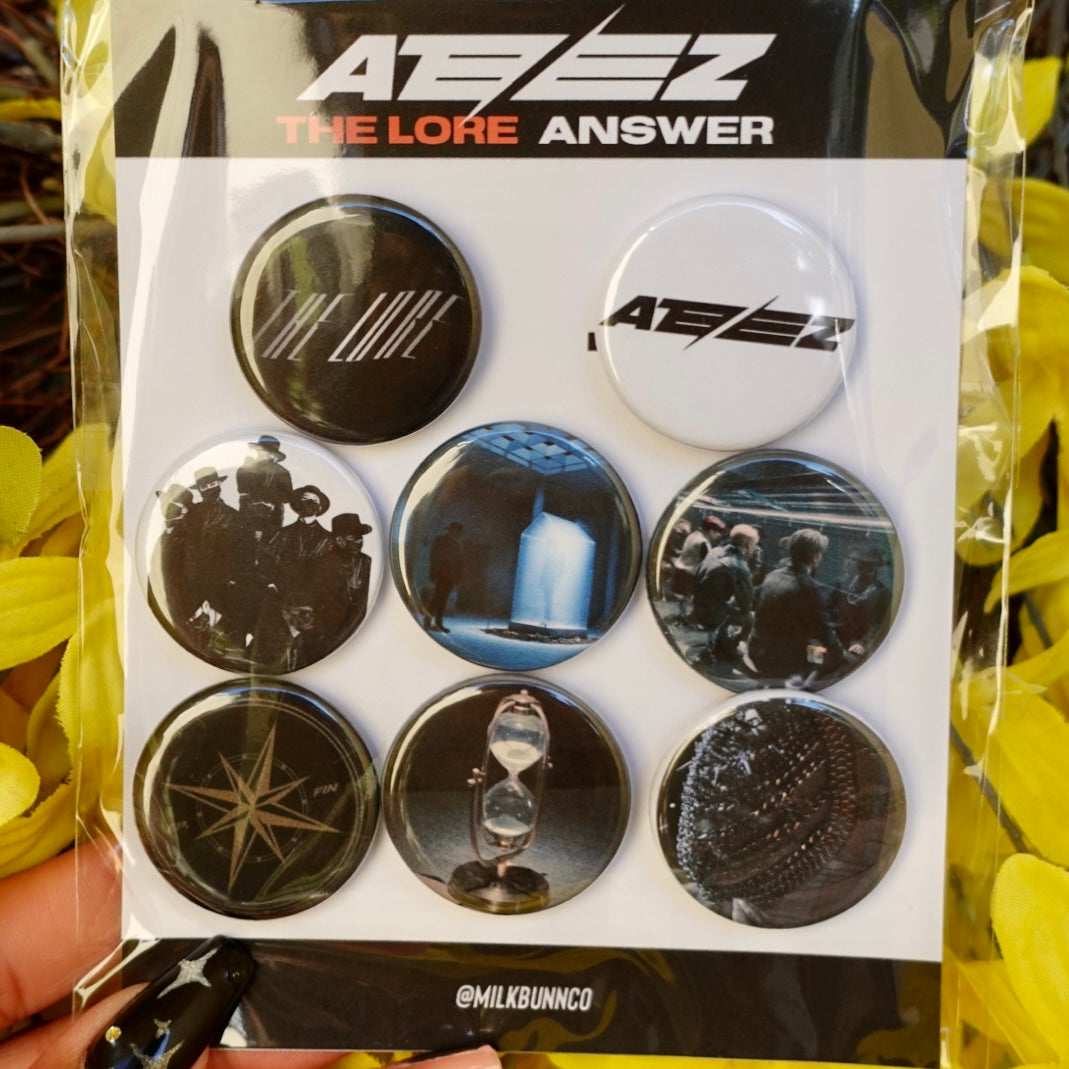 ATEEZ
THE LORE ANSWER
THE LORE
ATEEZ
FIN
@MILKBUNNCO